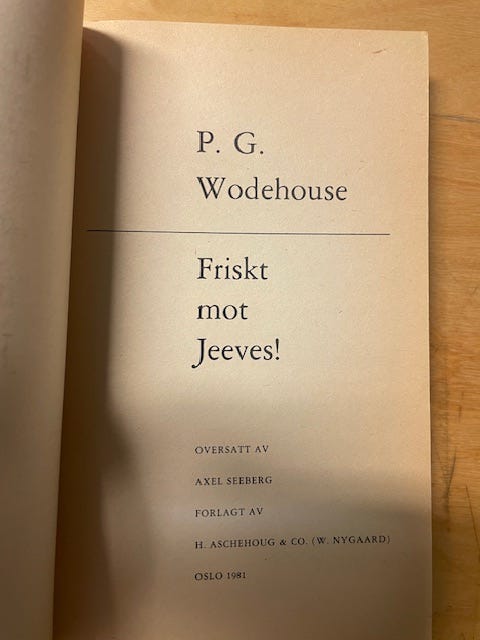 P. G.
Wodehouse
Friskt
mot
Jeeves!
OVERSATT AV
AXEL SEEBERG
FORLAGT AV
H. ASCHEHOUG & CO. (W. NYGAARD)
OSLO 1981